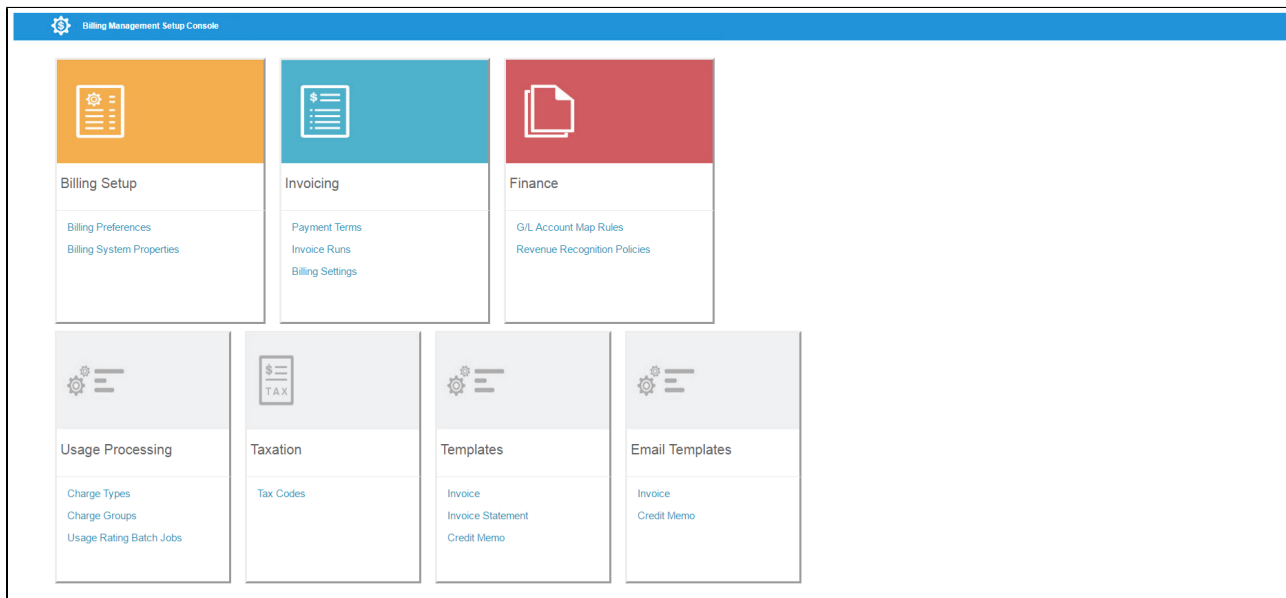 Billing Management Setup Console
$
Billing Setup
Billing Preferences
Billing System Properties
$
Invoicing
Payment Terms
Invoice Runs
Billing Settings
Finance
G/L Account Map Rules
Revenue Recognition Policies
Usage Processing
Charge Types
Charge Groups
Usage Rating Batch Jobs
$
TAX
Taxation
Tax Codes
Templates
Invoice
Invoice Statement
Credit Memo
Email Templates
Invoice
Credit Memo